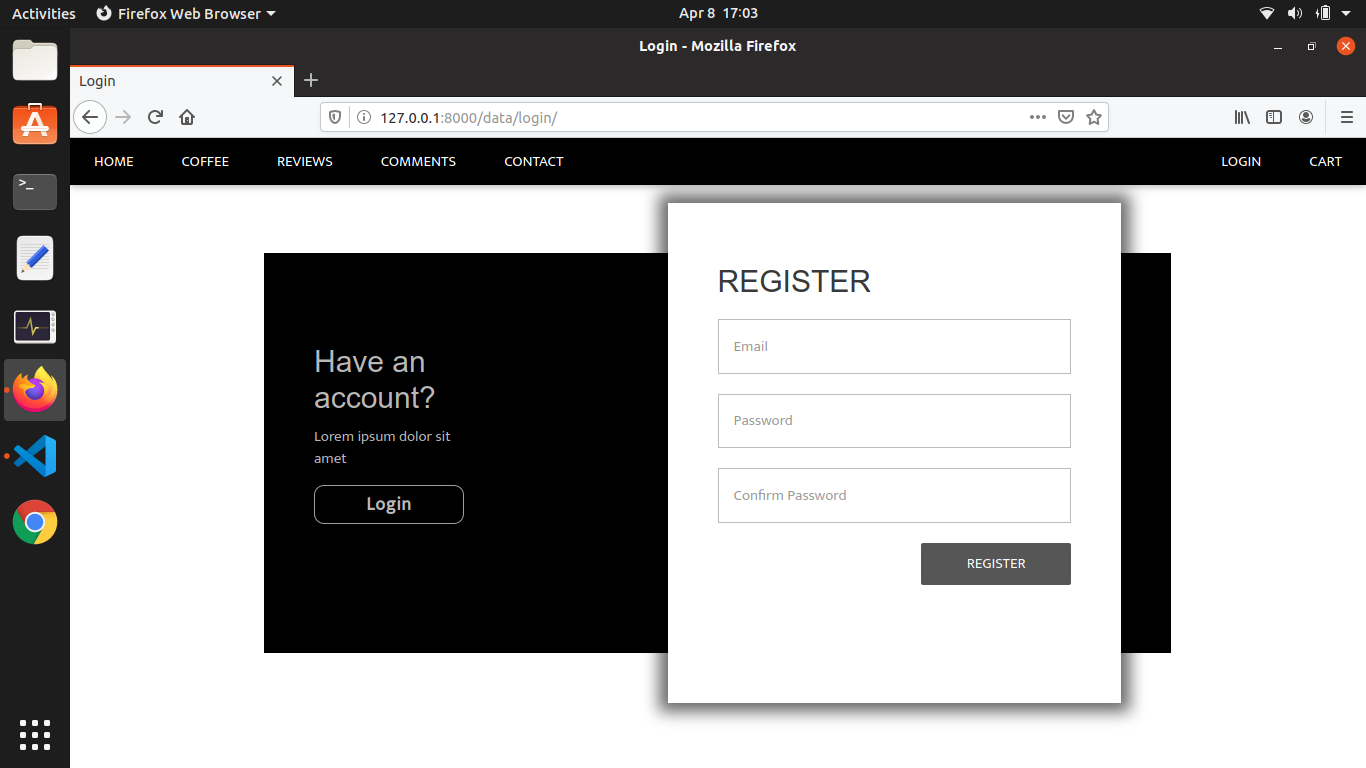 Activities
Firefox Web Browser
Apr 8 17:03
Login - Mozilla Firefox
Login
127.0.0.1:8000/data/login/
HOME
COFFEE
REVIEWS
COMMENTS
CONTACT
LOGIN
CART
Have an
account?
Lorem ipsum dolor sit
amet
Login
REGISTER
Email
Password
Confirm Password
REGISTER